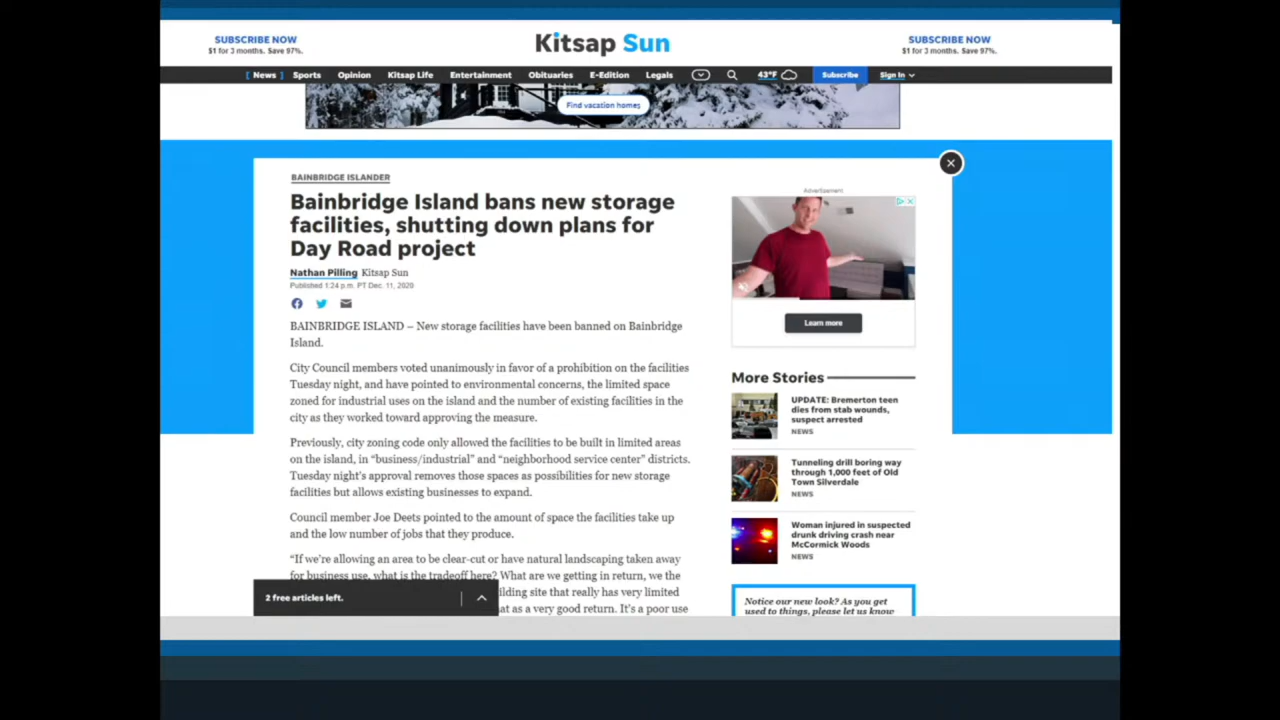 SUBSCRIBE NOW
$1 for 3 months. Save 97%.
Kitsap Sun
SUBSCRIBE NOW
$1 for 3 months. Save 97%.
[ News ] Sports Opinion Kitsap Life Entertainment Obituaries E-Edition Legals 43°F Subscribe Sign In
Find vacation homes
BAINBRIDGE ISLANDER
Bainbridge Island bans new storage
facilities, shutting down plans for
Day Road project
Nathan Pilling Kitsap Sun
Published 1:24 p.m. PT Dec. 11, 2020
BAINBRIDGE ISLAND – New storage facilities have been banned on Bainbridge
Island.
City Council members voted unanimously in favor of a prohibition on the facilities
Tuesday night, and have pointed to environmental concerns, the limited space
zoned for industrial uses on the island and the number of existing facilities in the
city as they worked toward approving the measure.
Previously, city zoning code only allowed the facilities to be built in limited areas
on the island, in “business/industrial” and “neighborhood service center” districts.
Tuesday night's approval removes those spaces as possibilities for new storage
facilities but allows existing businesses to expand.
Council member Joe Deets pointed to the amount of space the facilities take up
and the low number of jobs that they produce.
“If we’re allowing an area to be clear-cut or have natural landscaping taken away
for business use, what is the tradeoff here? What are we getting in return, we the
ilding site that really has very limited
at as a very good return. It’s a poor use
2 free articles left.
Advertisement
Learn more
More Stories
UPDATE: Bremerton teen
dies from stab wounds,
suspect arrested
NEWS
Tunneling drill boring way
through 1,000 feet of Old
Town Silverdale
NEWS
Woman injured in suspected
drunk driving crash near
McCormick Woods
NEWS
Notice our new look? As you get
used to things, please let us know